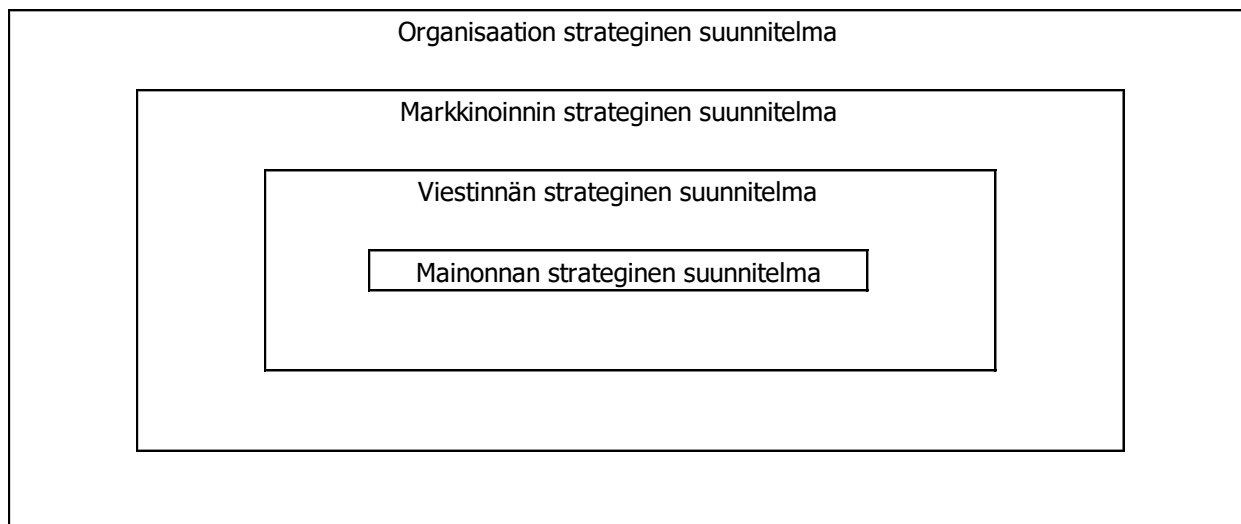 Organisaation strateginen suunnitelma
Markkinoinnin strateginen suunnitelma
Viestinnän strateginen suunnitelma
Mainonnan strateginen suunnitelma